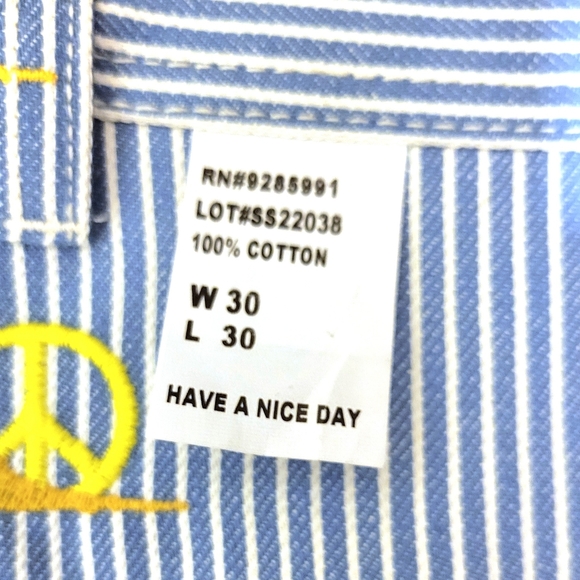 RN#9285991
LOT#SS22038
100% COTTON
W 30
L 30
HAVE A NICE DAY